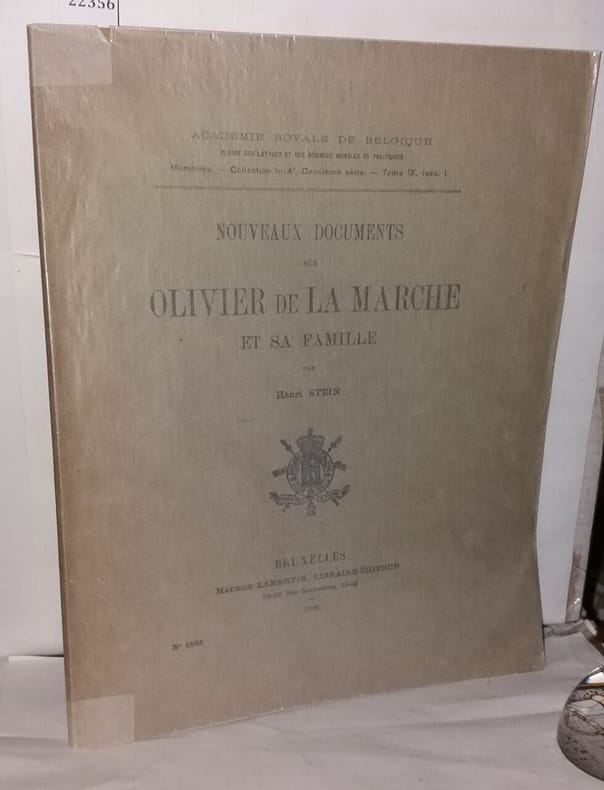 22356
ACADÉMIE ROYALE DE BELGIQUE
CLASSE DES LETTRES ET DES SCIENCES MORALES ET POLITIQUES
Mémoires. — Collection in-4°. Deuxième série. — Tome IX, fasc. I.
NOUVEAUX DOCUMENTS
SUR
OLIVIER DE LA MARCHE
ET SA FAMILLE
PAR
Henri STEIN
BRUXELLES
MAURICE LAMERTIN, LIBRAIRE-ÉDITEUR
Rue Coudenberg
N°